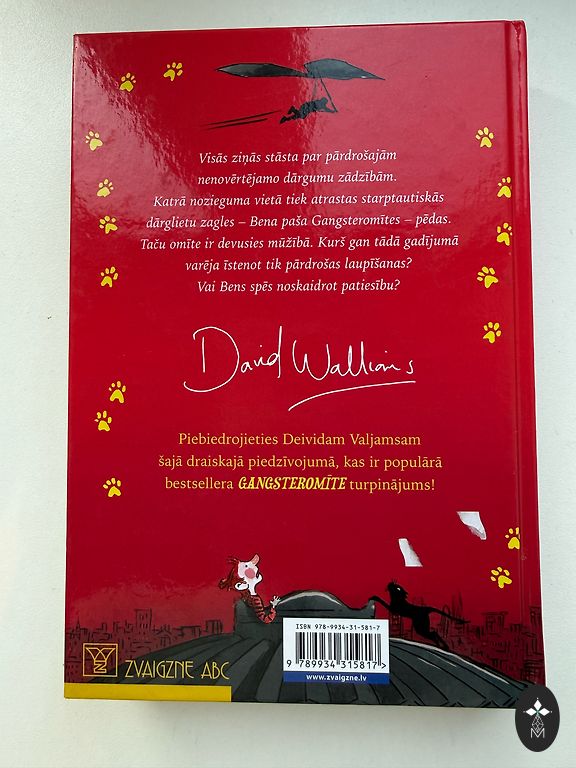 Visās ziņās stāsta par pārdrošajām
nenovērtējamo dārgumu zādzībām.
Katrā nozieguma vietā tiek atrastas starptautiskās
dārglietu zagles – Bena paša Gangsteromītes – pēdas.
Taču omīte ir devusies mūžībā. Kurš gan tādā gadījumā
varēja īstenot tik pārdrošas laupīšanas?
Vai Bens spēs noskaidrot patiesību?
David Walliams
Piebiedrojieties Deividam Valjamsam
šajā draiskajā piedzīvojumā, kas ir populārā
bestsellera GANGSTEROMĪTE turpinājums!
ISBN 978-9934-31-581-7
9 789934 315817
www.zvaigzne.lv
ZVAIGZNE ABC
M